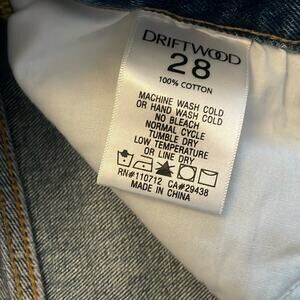 DRIFTWOOD
28
100% COTTON
MACHINE WASH COLD
OR HAND WASH COLD
NO BLEACH
NORMAL CYCLE
TUMBLE DRY
LOW TEMPERATURE
OR LINE DRY
RN#110712 CA#29438
MADE IN CHINA